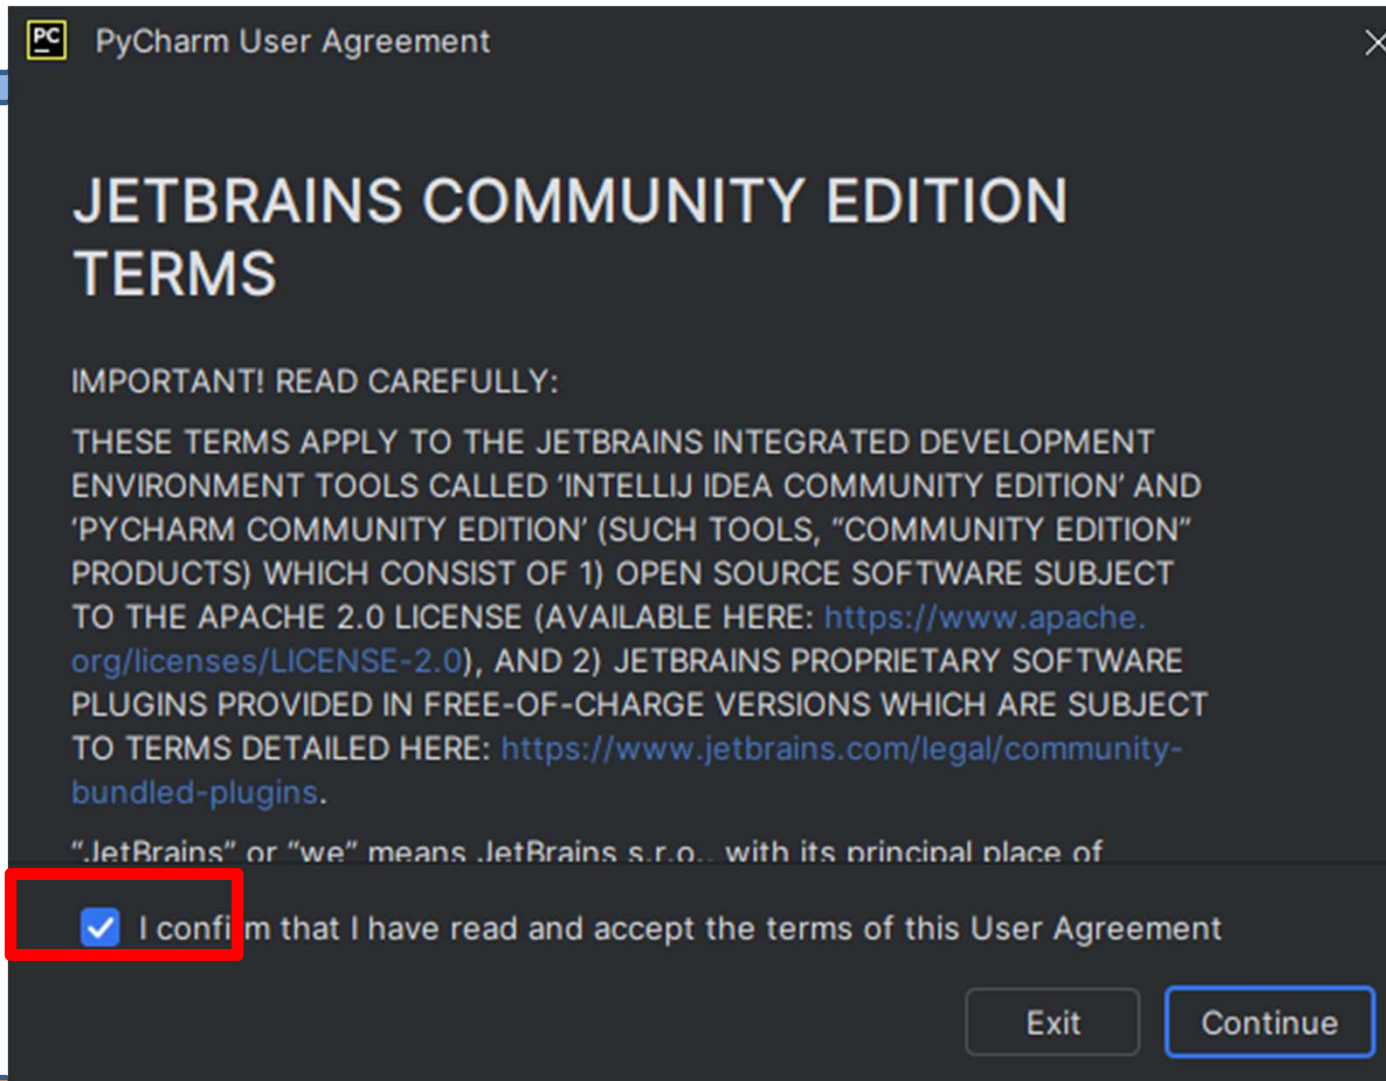 PC PyCharm User Agreement
JETBRAINS COMMUNITY EDITION
TERMS
IMPORTANT! READ CAREFULLY:
THESE TERMS APPLY TO THE JETBRAINS INTEGRATED DEVELOPMENT
ENVIRONMENT TOOLS CALLED ‘INTELLIJ IDEA COMMUNITY EDITION’ AND
‘PYCHARM COMMUNITY EDITION’ (SUCH TOOLS, “COMMUNITY EDITION”
PRODUCTS) WHICH CONSIST OF 1) OPEN SOURCE SOFTWARE SUBJECT
TO THE APACHE 2.0 LICENSE (AVAILABLE HERE: https://www.apache.
org/licenses/LICENSE-2.0), AND 2) JETBRAINS PROPRIETARY SOFTWARE
PLUGINS PROVIDED IN FREE-OF-CHARGE VERSIONS WHICH ARE SUBJECT
TO TERMS DETAILED HERE: https://www.jetbrains.com/legal/community-
bundled-plugins.
“JetBrains” or “we” means JetBrains s.r.o., with its principal place of
I confirm that I have read and accept the terms of this User Agreement
Exit Continue